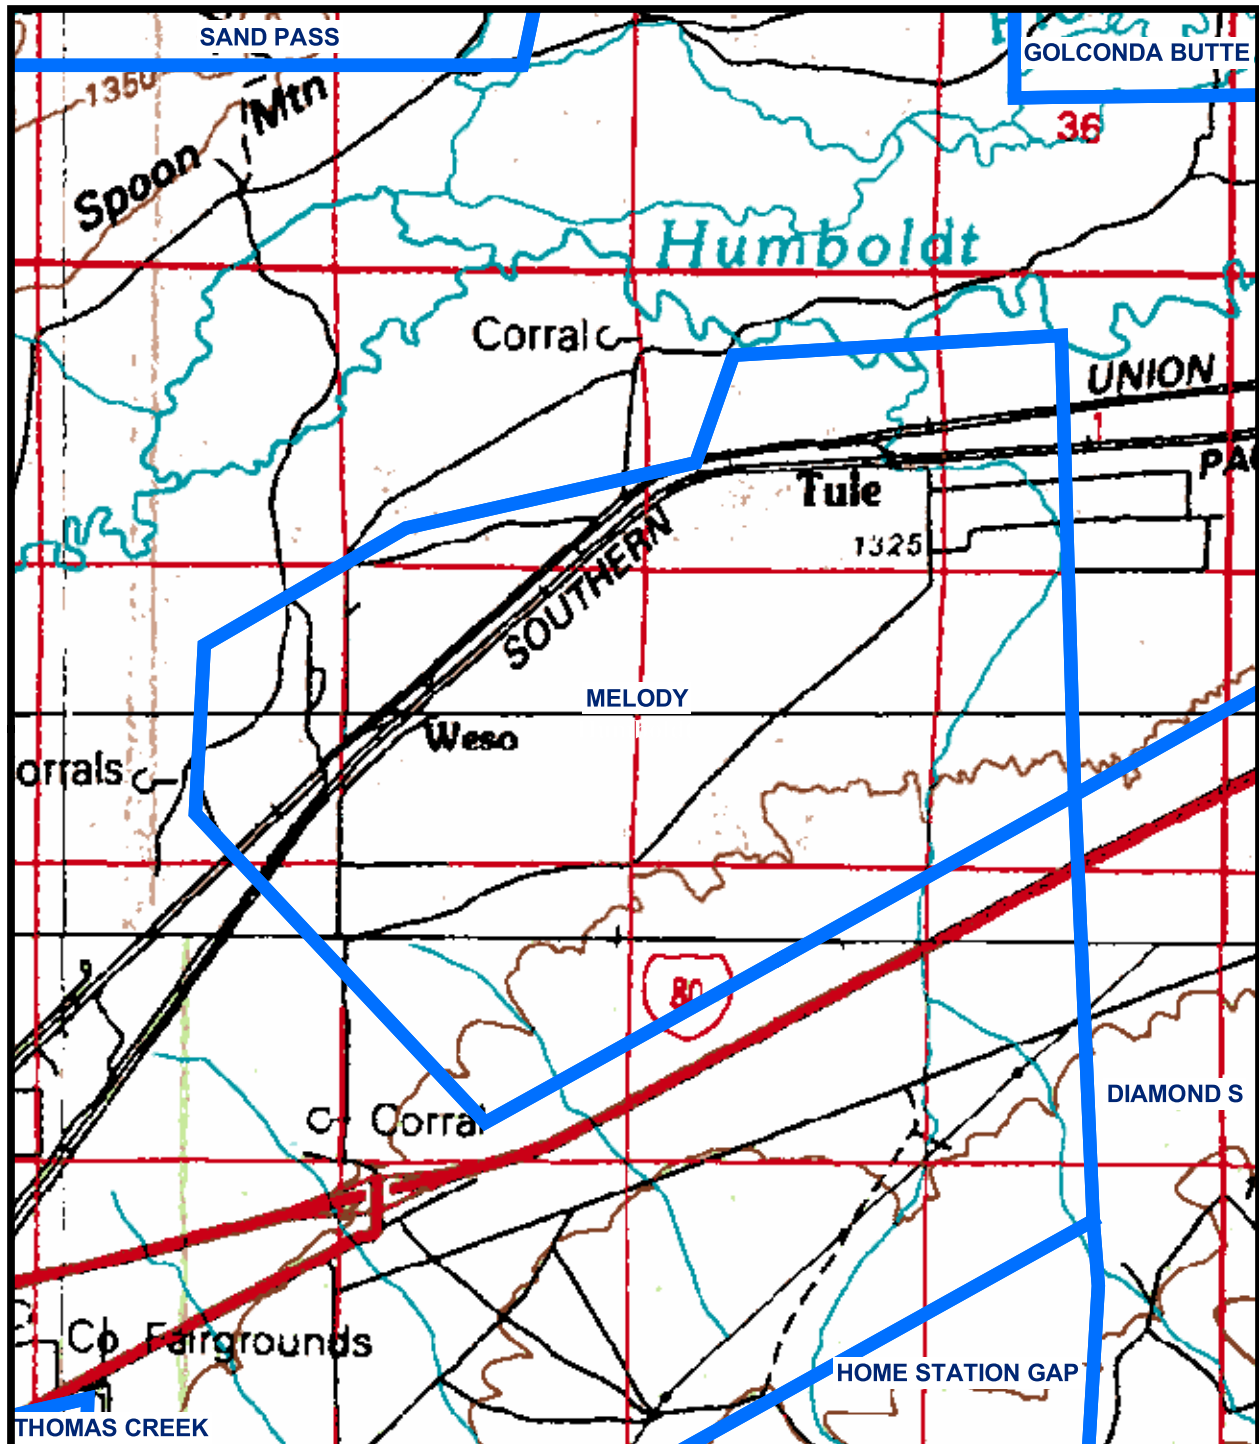 SAND PASS
GOLCONDA BUTTE
1350
Spoon Mtn
36
Humboldt
Corral
UNION
1
PA
Tule
1325
SOUTHERN
MELODY
Weso
orrals
80
DIAMOND S
Corral
Co Fairgrounds
HOME STATION GAP
THOMAS CREEK